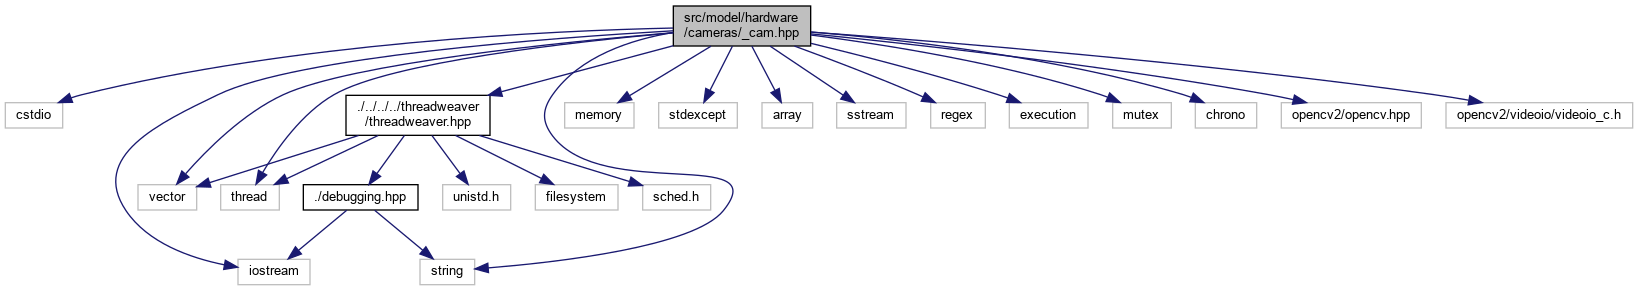 src/model/hardware
/cameras/_cam.hpp
cstdio
./../../../threadweaver
/threadweaver.hpp
memory
stdexcept
array
sstream
regex
execution
mutex
chrono
opencv2/opencv.hpp
opencv2/videoio/videoio_c.h
vector
thread
./debugging.hpp
unistd.h
filesystem
sched.h
iostream
string